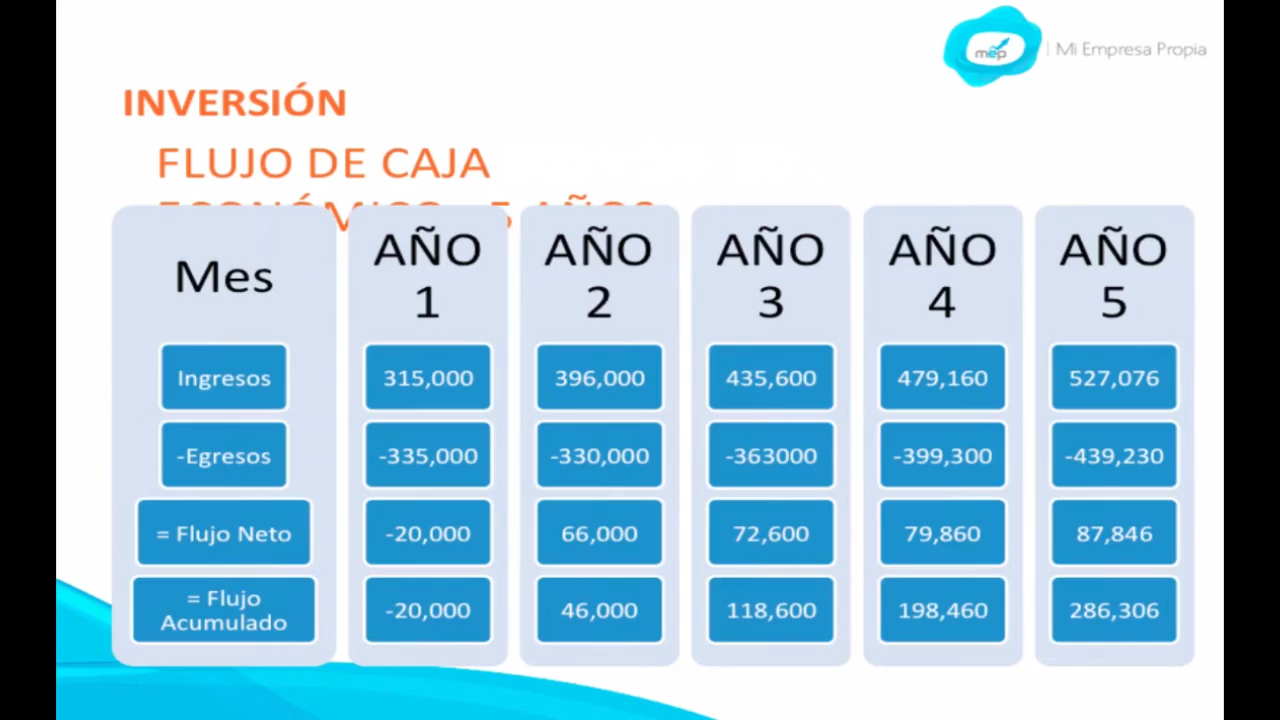 mep
Mi Empresa Propia
INVERSIÓN
FLUJO DE CAJA
ECONÓMICO - 5 AÑOS
Mes AÑO 1 AÑO 2 AÑO 3 AÑO 4 AÑO 5
Ingresos 315,000 396,000 435,600 479,160 527,076
-Egresos -335,000 -330,000 -363000 -399,300 -439,230
= Flujo Neto -20,000 66,000 72,600 79,860 87,846
= Flujo Acumulado -20,000 46,000 118,600 198,460 286,306